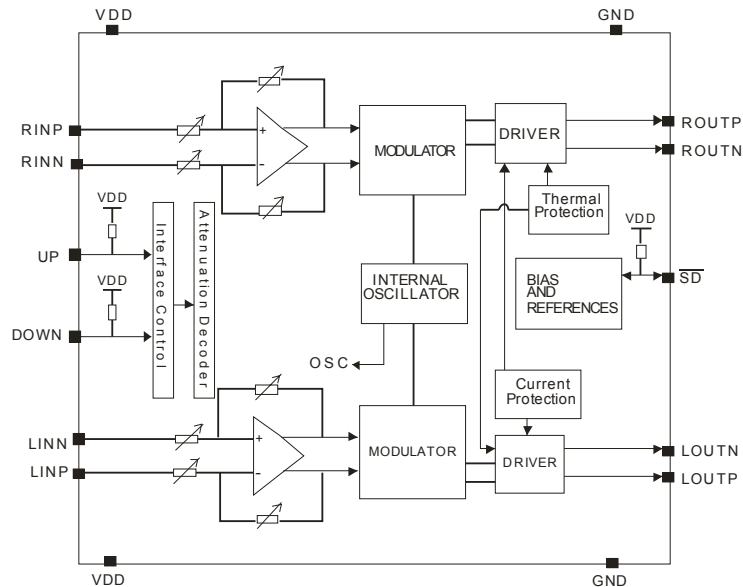 VDD
GND
RINP
RINN
+
-
MODULATOR
DRIVER
ROUTP
ROUTN
Thermal
Protection
VDD
UP
VDD
DOWN
Interface Control
Attenuation Decoder
INTERNAL
OSCILLATOR
OSC
BIAS
AND
REFERENCES
VDD
SD
Current
Protection
LINN
LINP
+
-
MODULATOR
DRIVER
LOUTN
LOUTP
VDD
GND